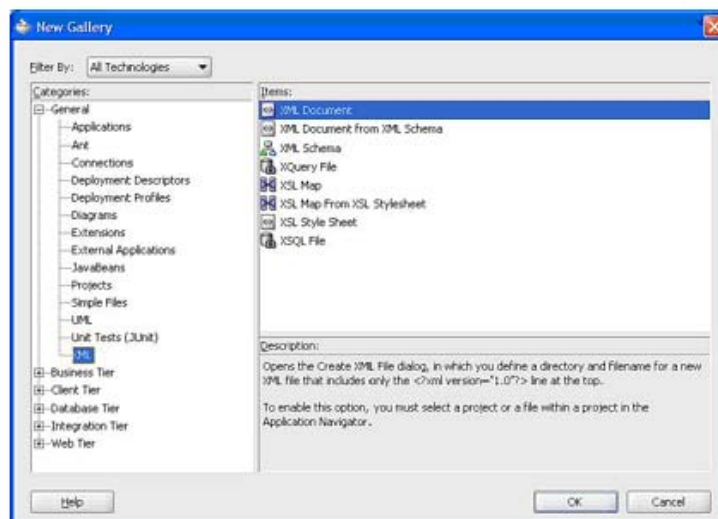 New Gallery
Filter By: All Technologies
Categories:
General
Applications
Ant
Connections
Deployment Descriptors
Deployment Profiles
Diagrams
Extensions
External Applications
JavaBeans
Projects
Simple Files
UML
Unit Tests (JUnit)
XML
Business Tier
Client Tier
Database Tier
Integration Tier
Web Tier
Items:
XML Document
XML Document from XML Schema
XML Schema
XQuery File
XSL Map
XSL Map From XSL Stylesheet
XSL Style Sheet
XSQL File
Description:
Opens the Create XML File dialog, in which you define a directory and filename for a new
XML file that includes only the <?xml version="1.0"?> line at the top.
To enable this option, you must select a project or a file within a project in the
Application Navigator.
Help
OK
Cancel